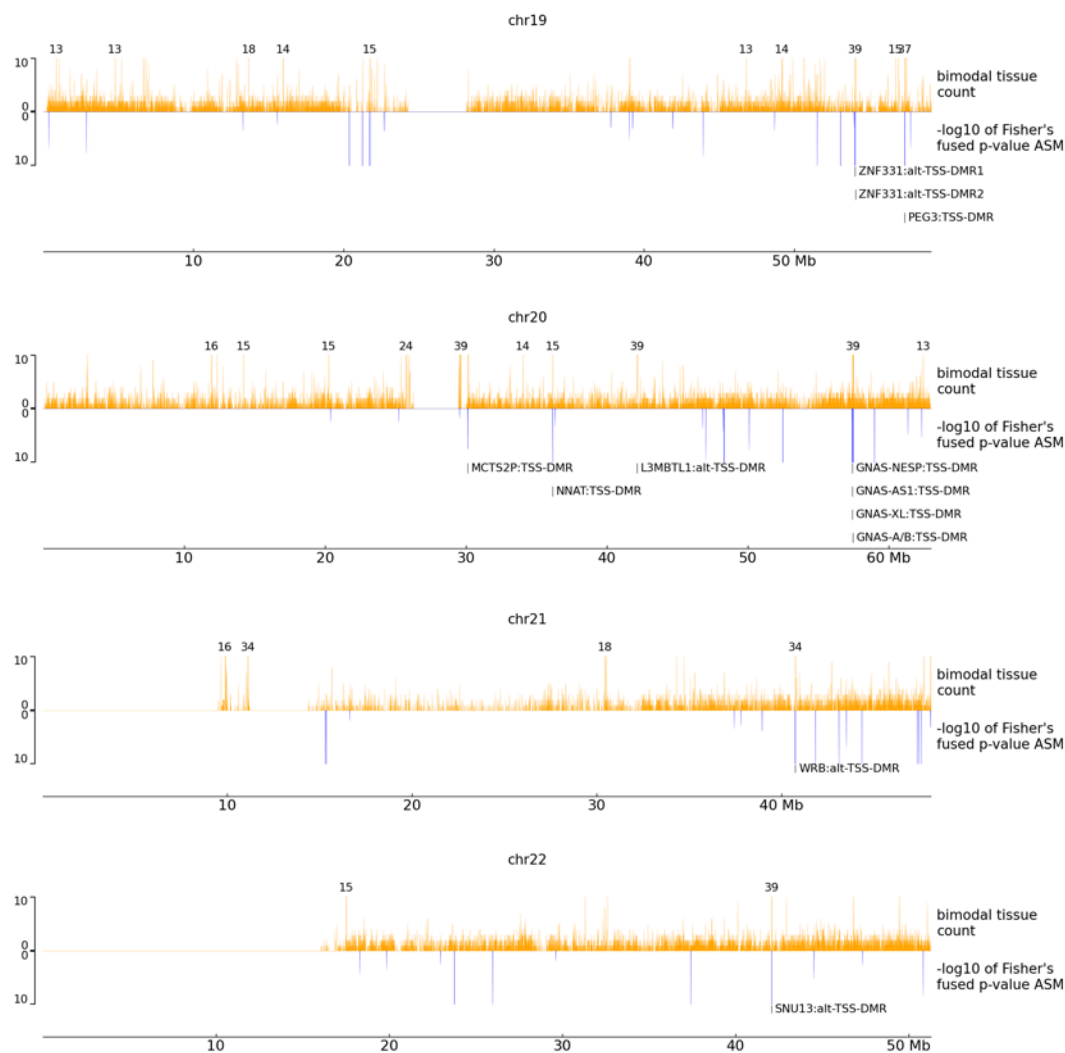 chr19
13 13 18 14 15 13 14 39 15 37
10
0
0
10
bimodal tissue
count
-log10 of Fisher's
fused p-value ASM
ZNF331:alt-TSS-DMR1
ZNF331:alt-TSS-DMR2
PEG3:TSS-DMR
10 20 30 40 50 Mb
chr20
16 15 15 24 39 14 15 39 39 13
10
0
0
10
bimodal tissue
count
-log10 of Fisher's
fused p-value ASM
MCTS2P:TSS-DMR L3MBTL1:alt-TSS-DMR GNAS-NESP:TSS-DMR
NNAT:TSS-DMR GNAS-AS1:TSS-DMR
GNAS-XL:TSS-DMR
GNAS-A/B:TSS-DMR
10 20 30 40 50 60 Mb
chr21
16 34 18 34
10
0
0
10
bimodal tissue
count
-log10 of Fisher's
fused p-value ASM
WRB:alt-TSS-DMR
10 20 30 40 Mb
chr22
15 39
10
0
0
10
bimodal tissue
count
-log10 of Fisher's
fused p-value ASM
SNU13:alt-TSS-DMR
10 20 30 40 50 Mb